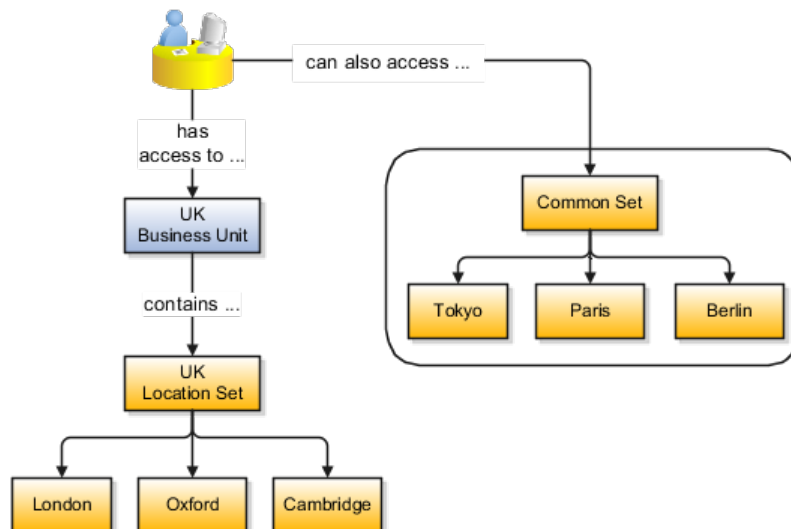 can also access ...
has
access to ...
UK
Business Unit
Common Set
Tokyo
Paris
Berlin
contains ...
UK
Location Set
London
Oxford
Cambridge